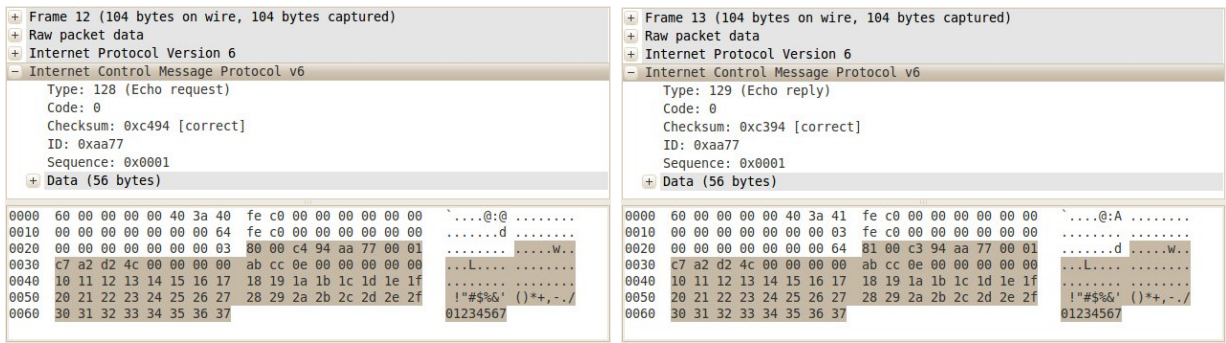 + Frame 12 (104 bytes on wire, 104 bytes captured)
+ Raw packet data
+ Internet Protocol Version 6
− Internet Control Message Protocol v6
Type: 128 (Echo request)
Code: 0
Checksum: 0xc494 [correct]
ID: 0xaa77
Sequence: 0x0001
+ Data (56 bytes)
0000 60 00 00 00 00 40 3a 40 fe c0 00 00 00 00 00 00 `....@:@ ........
0010 00 00 00 00 00 00 00 64 fe c0 00 00 00 00 00 00 .......d ........
0020 00 00 00 00 00 00 00 03 80 00 c4 94 aa 77 00 01 ........ .....w..
0030 c7 a2 d2 4c 00 00 00 00 ab cc 0e 00 00 00 00 00 ...L.... ........
0040 10 11 12 13 14 15 16 17 18 19 1a 1b 1c 1d 1e 1f ........ ........
0050 20 21 22 23 24 25 26 27 28 29 2a 2b 2c 2d 2e 2f !"#$%&' ()*+,-./
0060 30 31 32 33 34 35 36 37 01234567
+ Frame 13 (104 bytes on wire, 104 bytes captured)
+ Raw packet data
+ Internet Protocol Version 6
− Internet Control Message Protocol v6
Type: 129 (Echo reply)
Code: 0
Checksum: 0xc394 [correct]
ID: 0xaa77
Sequence: 0x0001
+ Data (56 bytes)
0000 60 00 00 00 00 40 3a 41 fe c0 00 00 00 00 00 00 `....@:A ........
0010 00 00 00 00 00 00 00 03 fe c0 00 00 00 00 00 00 ........ ........
0020 00 00 00 00 00 00 00 64 81 00 c3 94 aa 77 00 01 .......d .....w..
0030 c7 a2 d2 4c 00 00 00 00 ab cc 0e 00 00 00 00 00 ...L.... ........
0040 10 11 12 13 14 15 16 17 18 19 1a 1b 1c 1d 1e 1f ........ ........
0050 20 21 22 23 24 25 26 27 28 29 2a 2b 2c 2d 2e 2f !"#$%&' ()*+,-./
0060 30 31 32 33 34 35 36 37 01234567